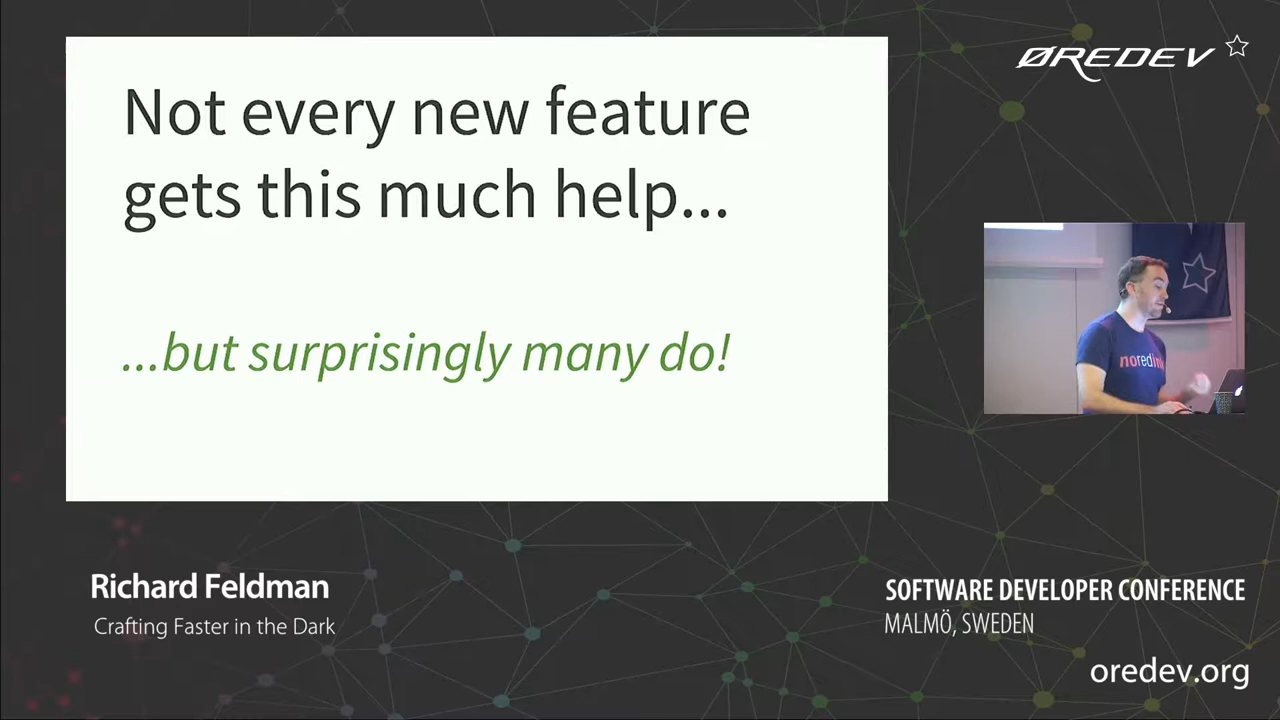 Not every new feature
gets this much help...
...but surprisingly many do!
ØREDEV
noredink
Richard Feldman
Crafting Faster in the Dark
SOFTWARE DEVELOPER CONFERENCE
MALMÖ, SWEDEN
oredev.org